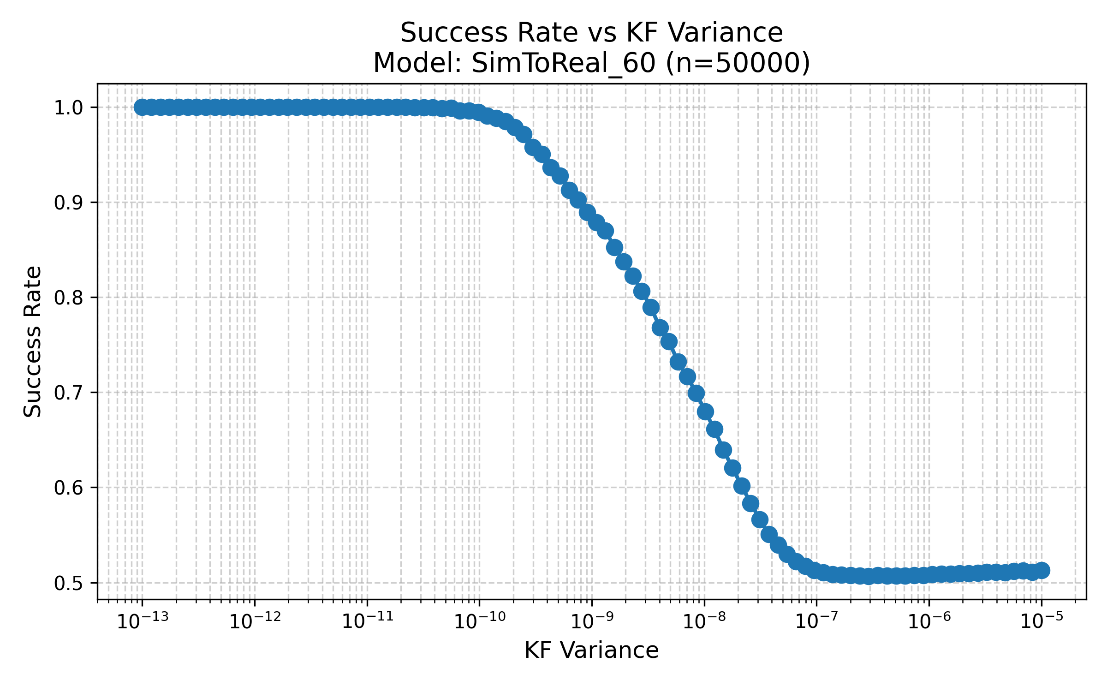 Success Rate vs KF Variance
Model: SimToReal_60 (n=50000)
Success Rate
1.0
0.9
0.8
0.7
0.6
0.5
10⁻¹³ 10⁻¹² 10⁻¹¹ 10⁻¹⁰ 10⁻⁹ 10⁻⁸ 10⁻⁷ 10⁻⁶ 10⁻⁵
KF Variance